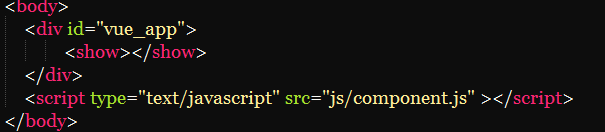 <body>
<div id="vue_app">
<show></show>
</div>
<script type="text/javascript" src="js/component.js" ></script>
</body>